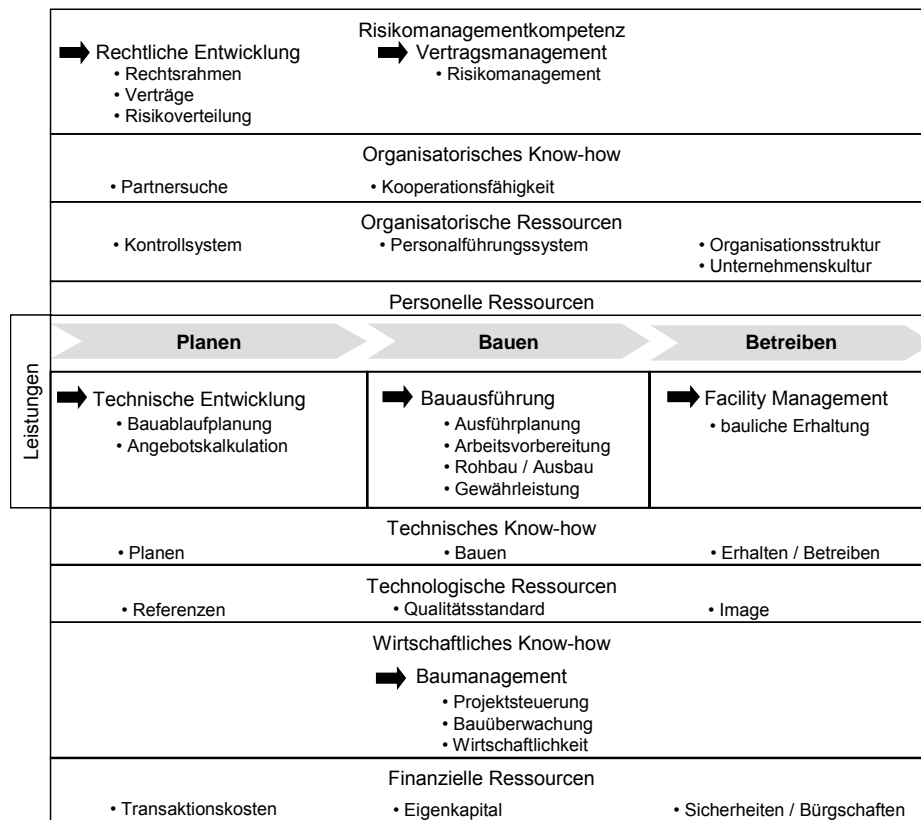 Risikomanagementkompetenz
Rechtliche Entwicklung Vertragsmanagement
• Rechtsrahmen • Risikomanagement
• Verträge
• Risikoverteilung
Organisatorisches Know-how
• Partnersuche • Kooperationsfähigkeit
Organisatorische Ressourcen
• Kontrollsystem • Personalführungssystem • Organisationsstruktur
• Unternehmenskultur
Personelle Ressourcen
Leistungen
Planen Bauen Betreiben
Technische Entwicklung
• Bauablaufplanung
• Angebotskalkulation
Bauausführung
• Ausführplanung
• Arbeitsvorbereitung
• Rohbau / Ausbau
• Gewährleistung
Facility Management
• bauliche Erhaltung
Technisches Know-how
• Planen • Bauen • Erhalten / Betreiben
Technologische Ressourcen
• Referenzen • Qualitätsstandard • Image
Wirtschaftliches Know-how
Baumanagement
• Projektsteuerung
• Bauüberwachung
• Wirtschaftlichkeit
Finanzielle Ressourcen
• Transaktionskosten • Eigenkapital • Sicherheiten / Bürgschaften